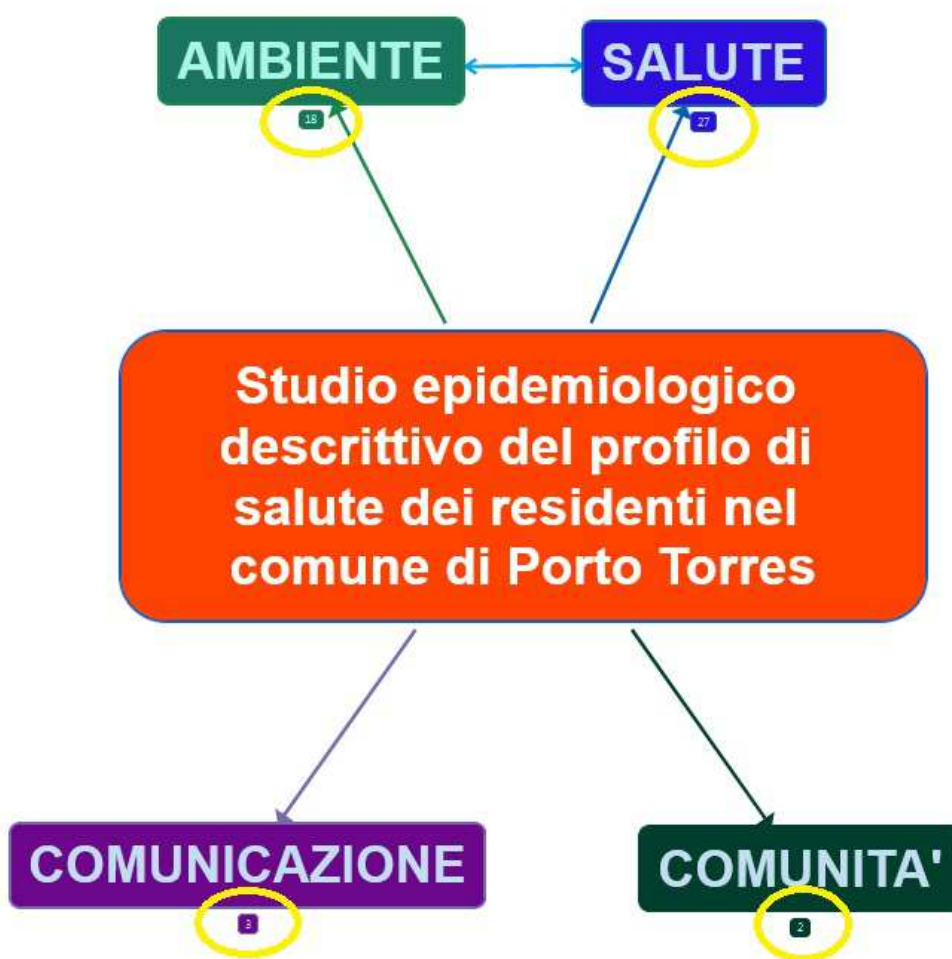 AMBIENTE
SALUTE
18
27
Studio epidemiologico
descrittivo del profilo di
salute dei residenti nel
comune di Porto Torres
COMUNICAZIONE
COMUNITA'
3
2